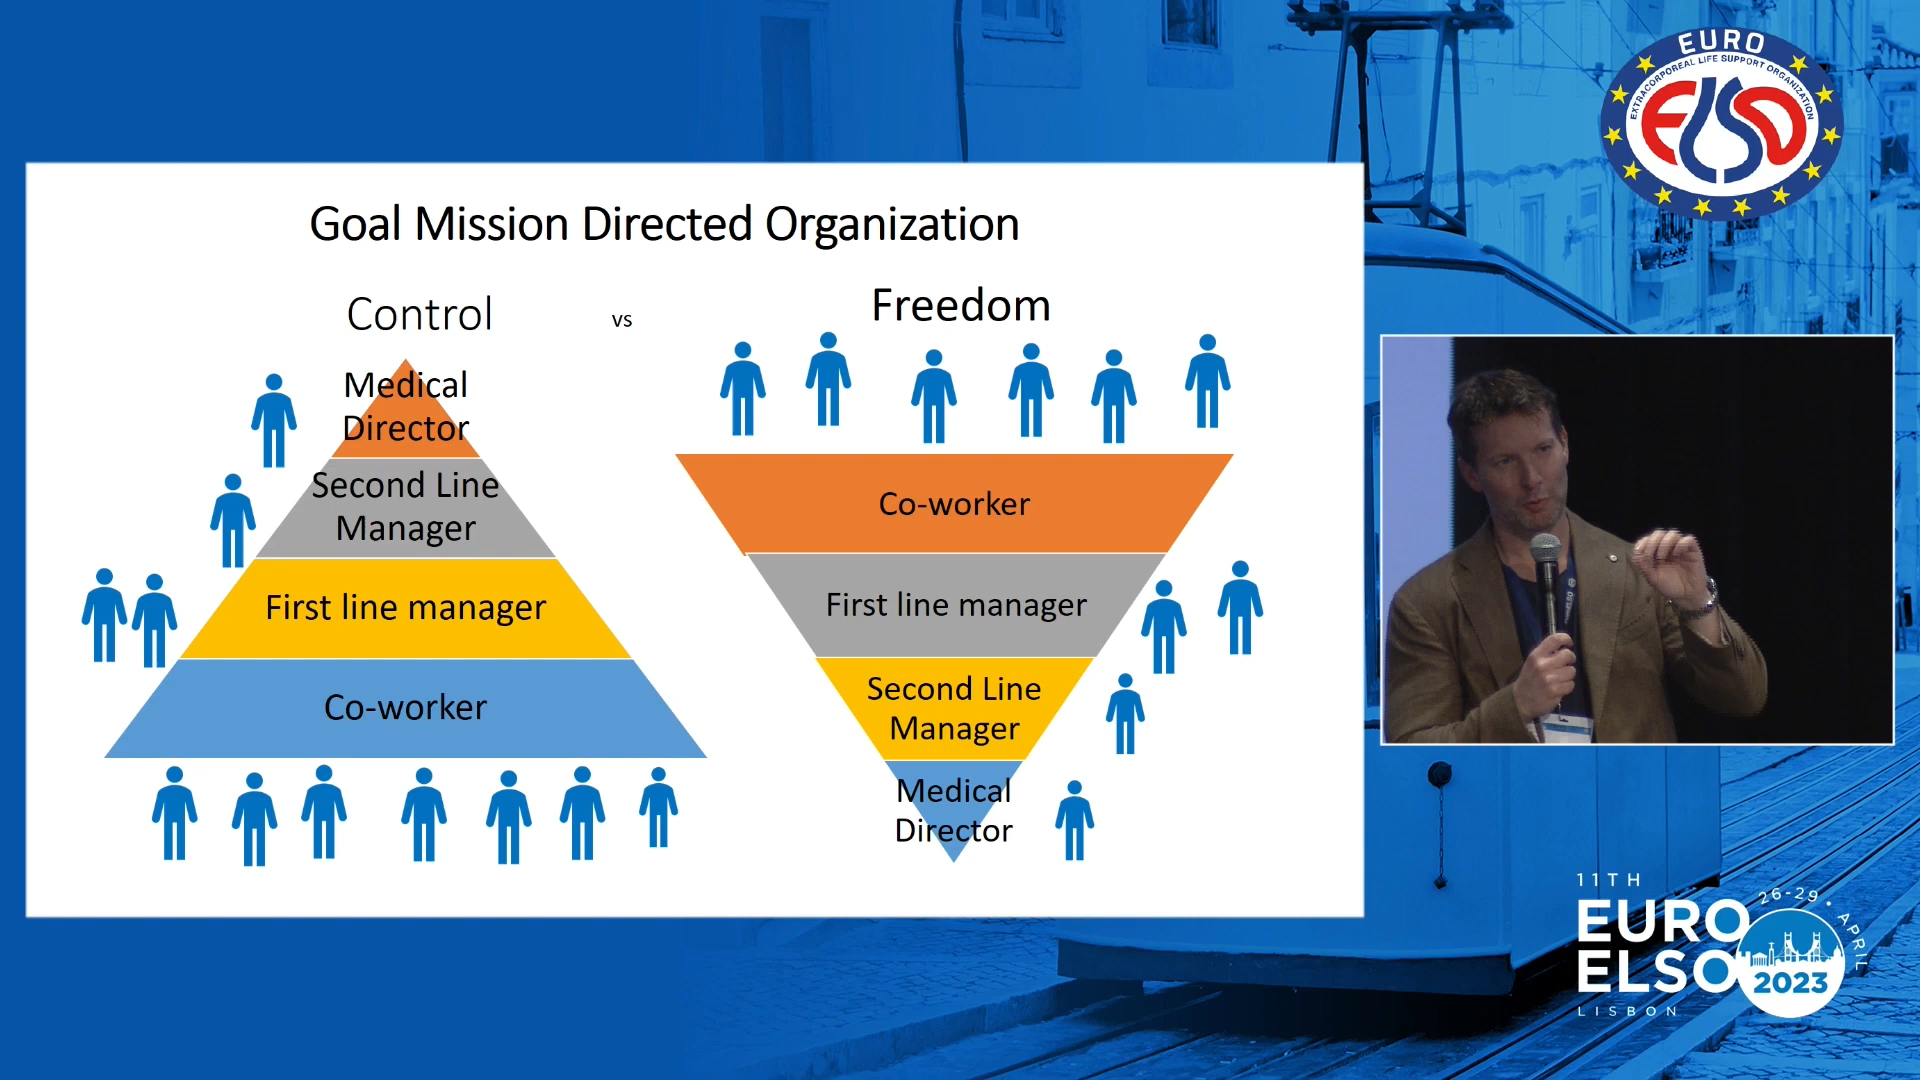 EURO
EXTRACORPOREAL LIFE SUPPORT ORGANIZATION
ELSO
Goal Mission Directed Organization
Control
vs
Freedom
Medical
Director
Second Line
Manager
First line manager
Co-worker
Co-worker
First line manager
Second Line
Manager
Medical
Director
11TH
EURO
ELSO
LISBON
26-29 • APRIL
2023